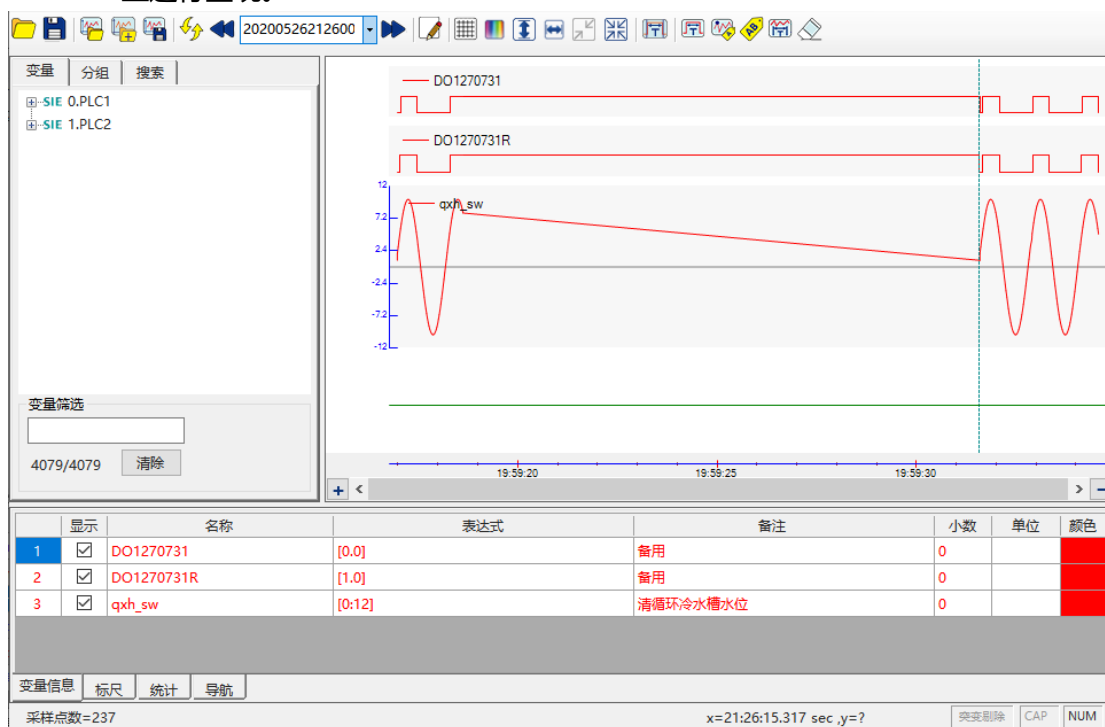 20200526212600
变量 分组 搜索
SIE 0.PLC1
SIE 1.PLC2
变量筛选
4079/4079 清除
DO1270731
DO1270731R
qxh_sw
12
7.2
2.4
-2.4
-7.2
-12
19:59:20 19:59:25 19:59:30
显示 名称 表达式 备注 小数 单位 颜色
1 DO1270731 [0.0] 备用 0
2 DO1270731R [1.0] 备用 0
3 qxh_sw [0:12] 清循环冷水槽水位 0
变量信息 标尺 统计 导航
采样点数=237 x=21:26:15.317 sec ,y=? 突变剔除 CAP NUM